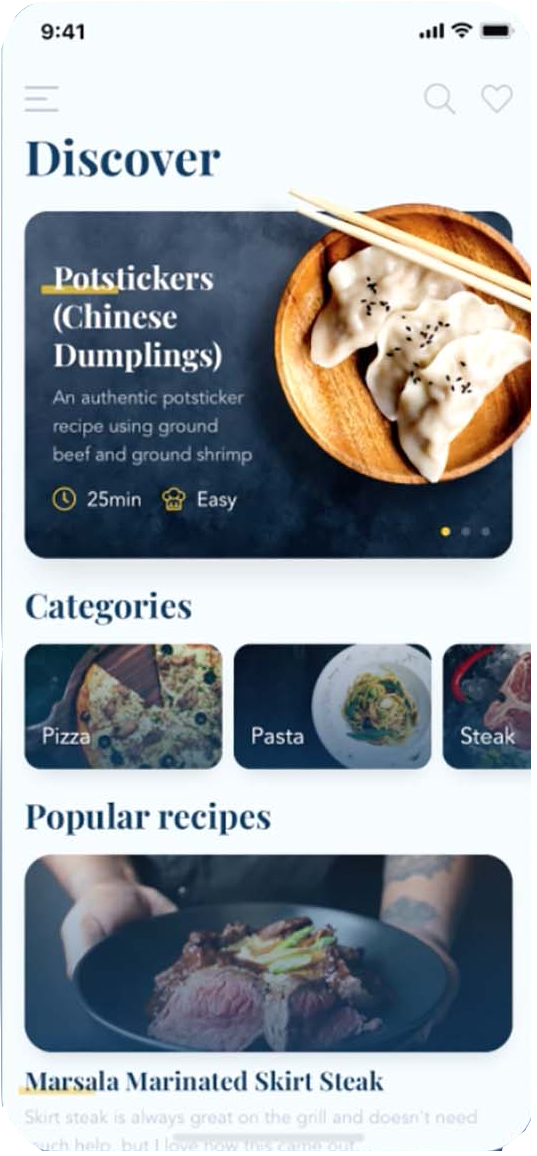 9:41
Discover
Potstickers
(Chinese
Dumplings)
An authentic potsticker
recipe using ground
beef and ground shrimp
25min Easy
Categories
Pizza Pasta Steak
Popular recipes
Marsala Marinated Skirt Steak
Skirt steak is always great on the grill and doesn't need
much help, but I love how this came out.